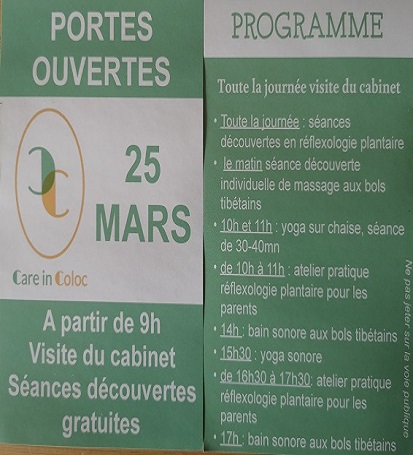 PORTES
OUVERTES
25
MARS
Care in Coloc
A partir de 9h
Visite du cabinet
Séances découvertes
gratuites
PROGRAMME
Toute la journée visite du cabinet
• Toute la journée : séances
découvertes en réflexologie plantaire
• le matin séance découverte
individuelle de massage aux bols
tibétains
• 10h et 11h : yoga sur chaise, séance
de 30-40mn
• de 10h à 11h : atelier pratique
réflexologie plantaire pour les
parents
• 14h : bain sonore aux bols tibétains
• 15h30 : yoga sonore
• de 16h30 à 17h30: atelier pratique
réflexologie plantaire pour les
parents
• 17h : bain sonore aux bols tibétains
Ne pas jeter sur la voie publique